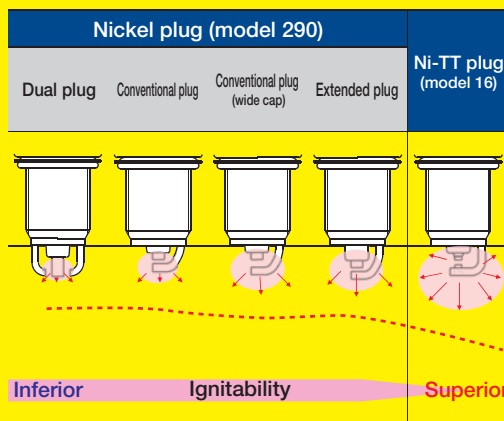 Nickel plug (model 290)
Dual plug
Conventional plug
Conventional plug
(wide cap)
Extended plug
Ni-TT plug
(model 16)
Inferior
Ignitability
Superior